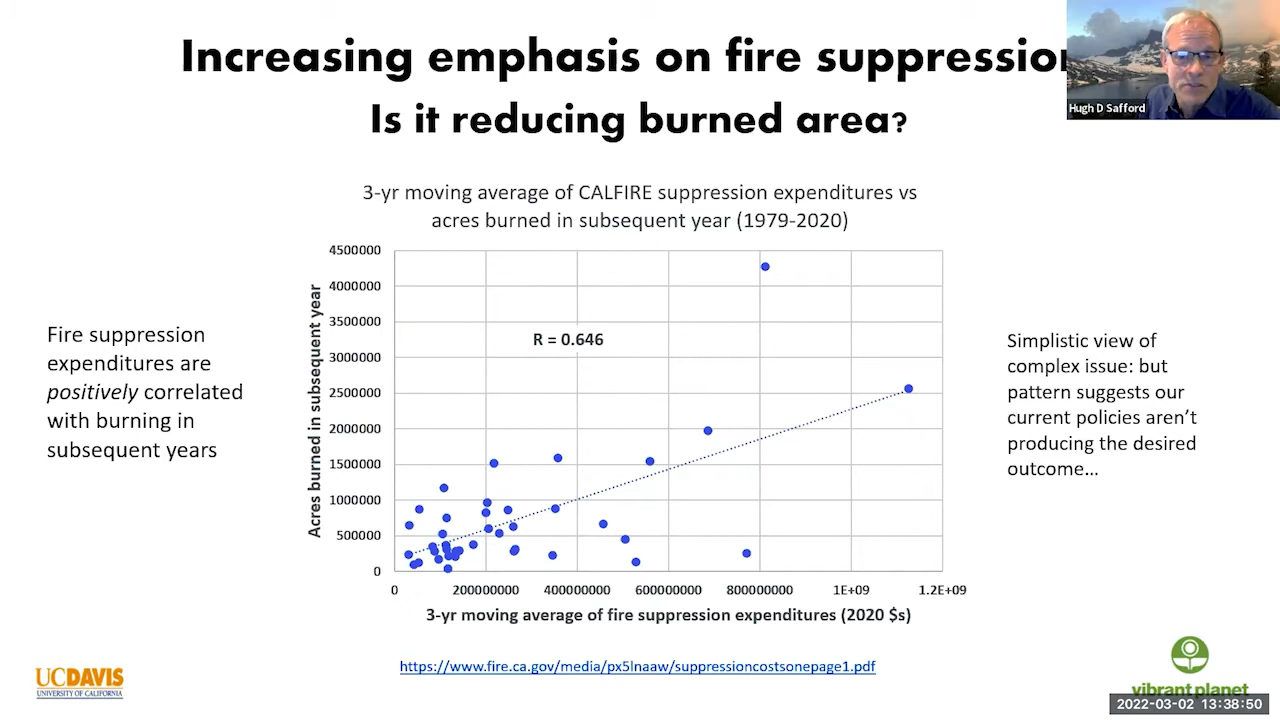 Increasing emphasis on fire suppression
Is it reducing burned area?
Hugh D Safford
3-yr moving average of CALFIRE suppression expenditures vs
acres burned in subsequent year (1979-2020)
Fire suppression
expenditures are
positively correlated
with burning in
subsequent years
Acres burned in subsequent year
4500000
4000000
3500000
3000000
2500000
2000000
1500000
1000000
500000
0
R = 0.646
0 200000000 400000000 600000000 800000000 1E+09 1.2E+09
3-yr moving average of fire suppression expenditures (2020 $s)
Simplistic view of
complex issue: but
pattern suggests our
current policies aren't
producing the desired
outcome…
https://www.fire.ca.gov/media/px5lnaaw/suppressioncostsonepage1.pdf
UCDAVIS
UNIVERSITY OF CALIFORNIA
vibrant planet
2022-03-02 13:38:50